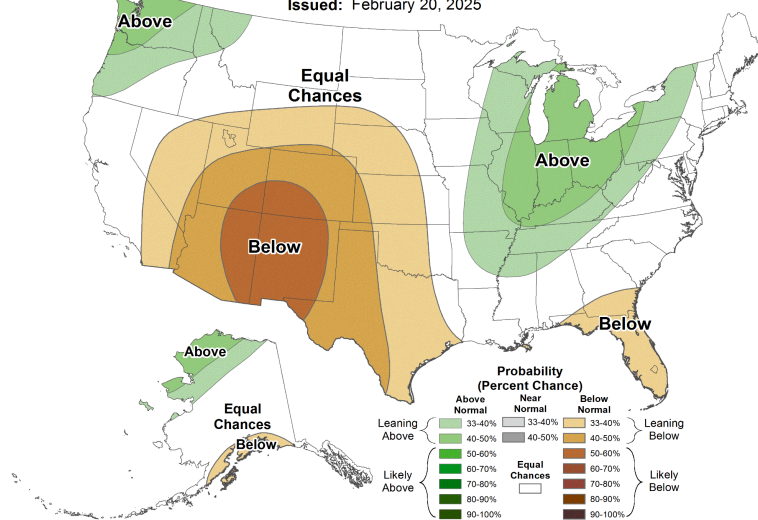 Issued: February 20, 2025
Above
Equal
Chances
Above
Below
Below
Above
Equal
Chances
Below
Probability
(Percent Chance)
Above
Normal
Near
Normal
Below
Normal
Leaning
Above
33-40%
40-50%
33-40%
40-50%
33-40%
40-50%
Leaning
Below
Likely
Above
50-60%
60-70%
70-80%
80-90%
90-100%
Equal
Chances
50-60%
60-70%
70-80%
80-90%
90-100%
Likely
Below